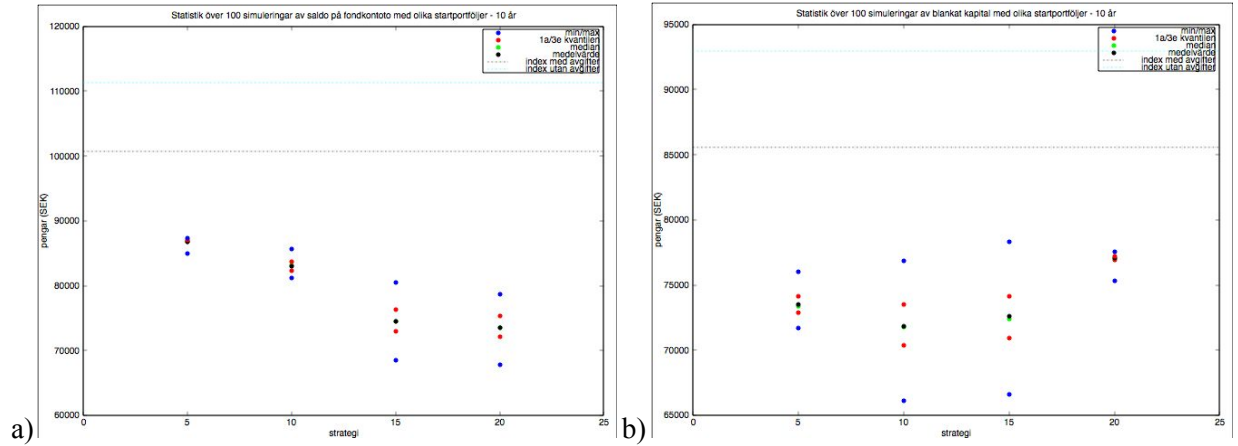 Statistik över 100 simuleringar av saldo på fondkontoto med olika startportföljer - 10 år
120000
110000
100000
90000
80000
70000
60000
pengar (SEK)
min/max
1a/3e kvantilen
median
medelvärde
index med avgifter
index utan avgifter
0 5 10 15 20 25
strategi
a)
Statistik över 100 simuleringar av blankat kapital med olika startportföljer - 10 år
95000
90000
85000
80000
75000
70000
65000
pengar (SEK)
min/max
1a/3e kvantilen
median
medelvärde
index med avgifter
index utan avgifter
0 5 10 15 20 25
strategi
b)